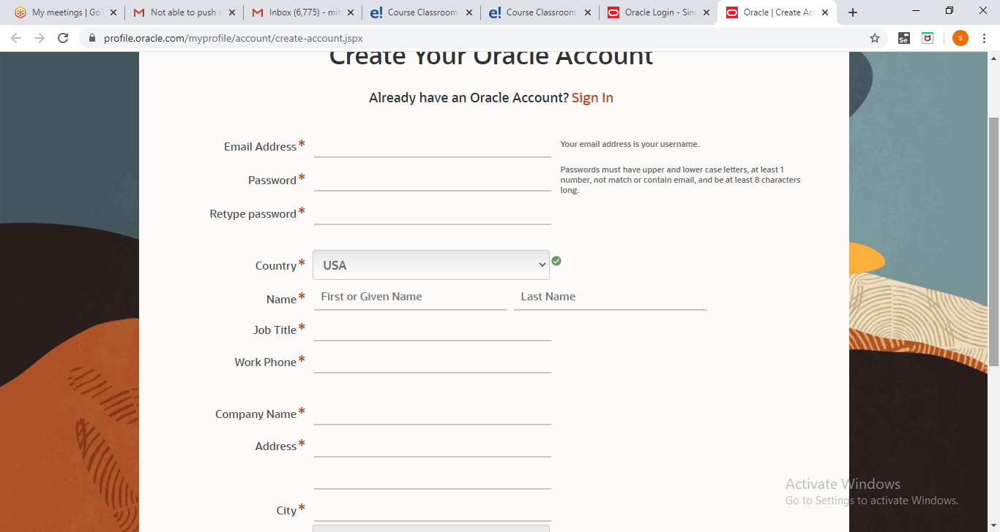 My meetings | GoT
Not able to push n
Inbox (6,775) - mit
Course Classroom
Course Classroom
Oracle Login - Sing
Oracle | Create Acc
profile.oracle.com/myprofile/account/create-account.jspx
Se
S
Create Your Oracle Account
Already have an Oracle Account? Sign In
Email Address*
Your email address is your username.
Password*
Passwords must have upper and lower case letters, at least 1
number, not match or contain email, and be at least 8 characters
long.
Retype password*
Country*
USA
Name*
First or Given Name
Last Name
Job Title*
Work Phone*
Company Name*
Address*
City*
Activate Windows
Go to Settings to activate Windows.